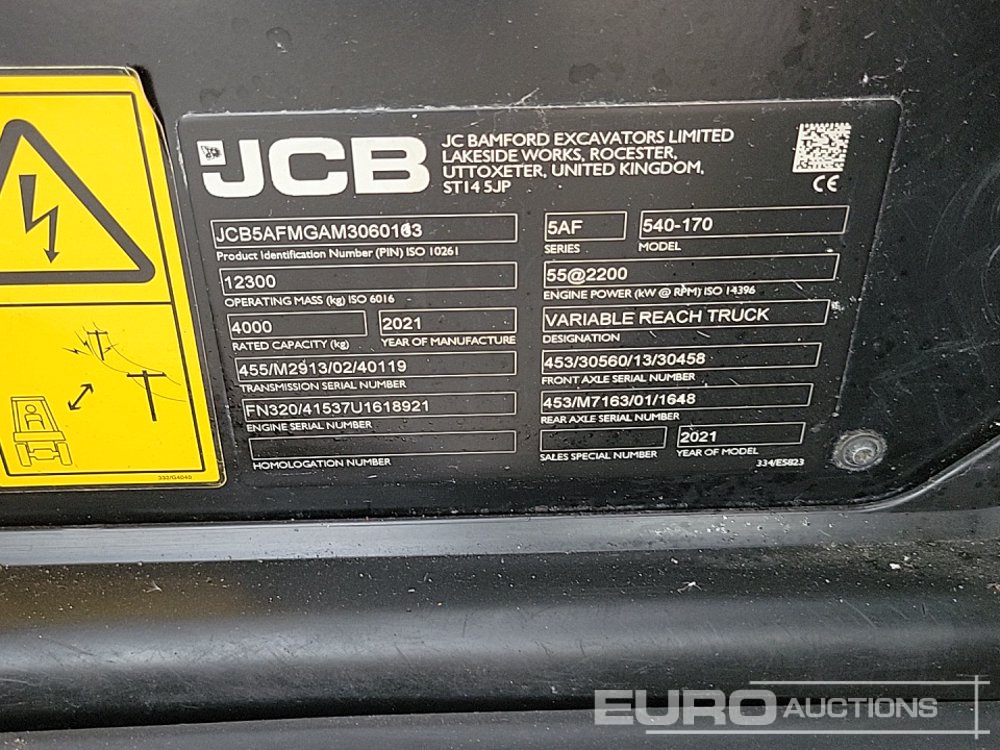 JCB
JC BAMFORD EXCAVATORS LIMITED
LAKESIDE WORKS, ROCESTER,
UTTOXETER, UNITED KINGDOM,
ST14 5JP
CE
JCB5AFMGAM3060163
Product Identification Number (PIN) ISO 10261
5AF
SERIES
540-170
MODEL
12300
OPERATING MASS (kg) ISO 6016
55@2200
ENGINE POWER (kW @ RPM) ISO 14396
4000
RATED CAPACITY (kg)
2021
YEAR OF MANUFACTURE
VARIABLE REACH TRUCK
DESIGNATION
455/M2913/02/40119
TRANSMISSION SERIAL NUMBER
453/30560/13/30458
FRONT AXLE SERIAL NUMBER
FN320/41537U1618921
ENGINE SERIAL NUMBER
453/M7163/01/1648
REAR AXLE SERIAL NUMBER
HOMOLOGATION NUMBER
SALES SPECIAL NUMBER
2021
YEAR OF MODEL
334/E5823
332/G4045
EURO AUCTIONS